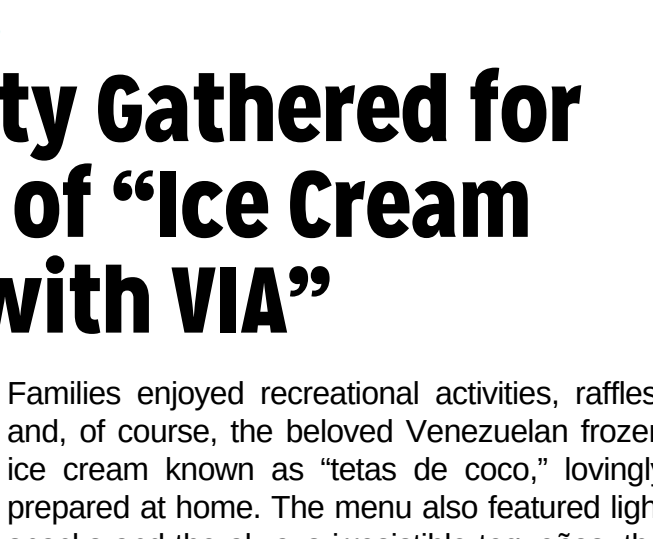 ty Gathered for
of “Ice Cream
with VIA”
Families enjoyed recreational activities, raffles
and, of course, the beloved Venezuelan frozen
ice cream known as “tetas de coco,” lovingly
prepared at home. The menu also featured ligh